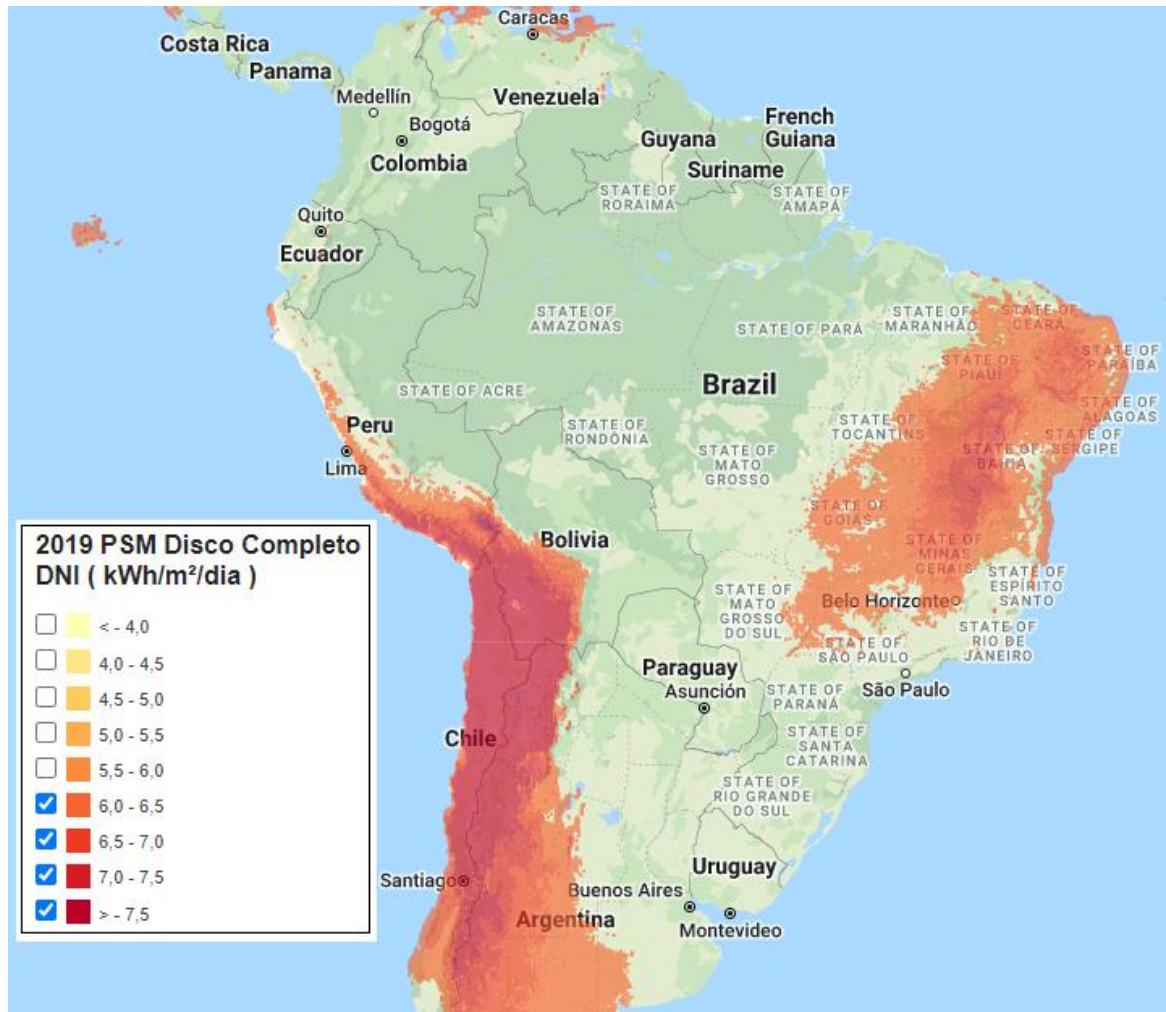 Caracas
Costa Rica
Panama
Medellín
Venezuela
Bogotá
Colombia
French
Guiana
Guyana
Suriname
STATE OF
RORAIMA
STATE OF
AMAPÁ
Quito
Ecuador
STATE OF
AMAZONAS
STATE OF PARÁ
STATE OF
MARANHÃO
STATE OF
CEARÁ
STATE OF
PIAUÍ
STATE OF
PARAÍBA
STATE OF ACRE
Brazil
STATE OF
ALAGOAS
Peru
STATE OF
RONDÔNIA
STATE OF
TOCANTINS
STATE OF
SERGIPE
STATE OF
BAHIA
Lima
STATE OF
MATO
GROSSO
STATE OF
GOIÁS
Bolivia
STATE OF
MINAS
GERAIS
STATE OF
ESPÍRITO
SANTO
STATE OF
MATO
GROSSO
DO SUL
Belo Horizonte
STATE OF
RIO DE
JANEIRO
STATE OF
SÃO PAULO
Paraguay
Asunción
São Paulo
STATE OF
PARANÁ
Chile
STATE OF
SANTA
CATARINA
STATE OF
RIO GRANDE
DO SUL
Uruguay
Santiago
Buenos Aires
Argentina
Montevideo
2019 PSM Disco Completo
DNI ( kWh/m²/dia )
< - 4,0
4,0 - 4,5
4,5 - 5,0
5,0 - 5,5
5,5 - 6,0
6,0 - 6,5
6,5 - 7,0
7,0 - 7,5
> - 7,5